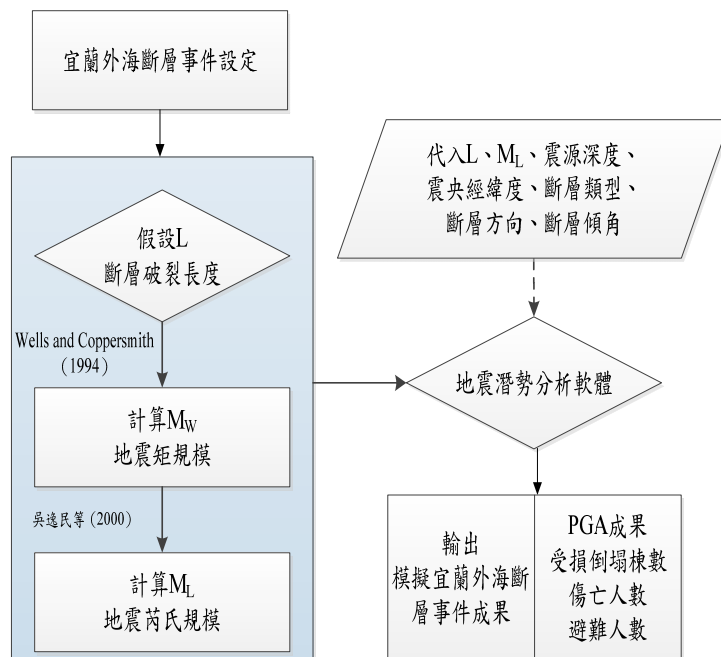 宜蘭外海斷層事件設定
假設L
斷層破裂長度
Wells and Coppersmith
(1994)
計算MW
地震矩規模
吳逸民等 (2000)
計算ML
地震芮氏規模
代入L、ML、震源深度、
震央經緯度、斷層類型、
斷層方向、斷層傾角
地震潛勢分析軟體
輸出
模擬宜蘭外海斷
層事件成果
PGA成果
受損倒塌棟數
傷亡人數
避難人數